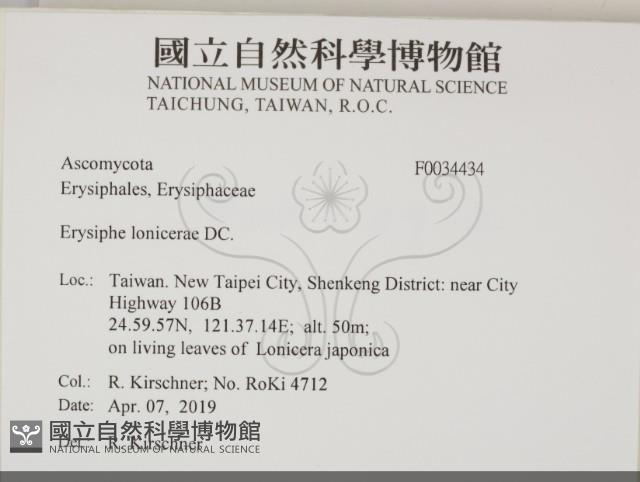 國立自然科學博物館
NATIONAL MUSEUM OF NATURAL SCIENCE
TAICHUNG, TAIWAN, R.O.C.
Ascomycota F0034434
Erysiphales, Erysiphaceae
Erysiphe lonicerae DC.
Loc.: Taiwan. New Taipei City, Shenkeng District: near City
Highway 106B
24.59.57N, 121.37.14E; alt. 50m;
on living leaves of Lonicera japonica
Col.: R. Kirschner; No. RoKi 4712
Date: Apr. 07, 2019
Det.: R. Kirschner
國立自然科學博物館
NATIONAL MUSEUM OF NATURAL SCIENCE